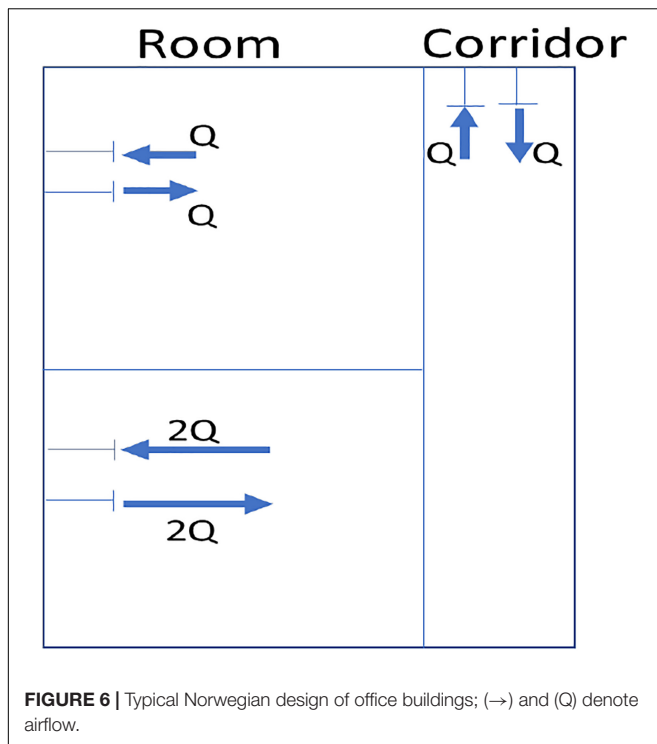 Room Corridor
Q
Q
Q Q
2Q
2Q
FIGURE 6 | Typical Norwegian design of office buildings; (→) and (Q) denote
airflow.